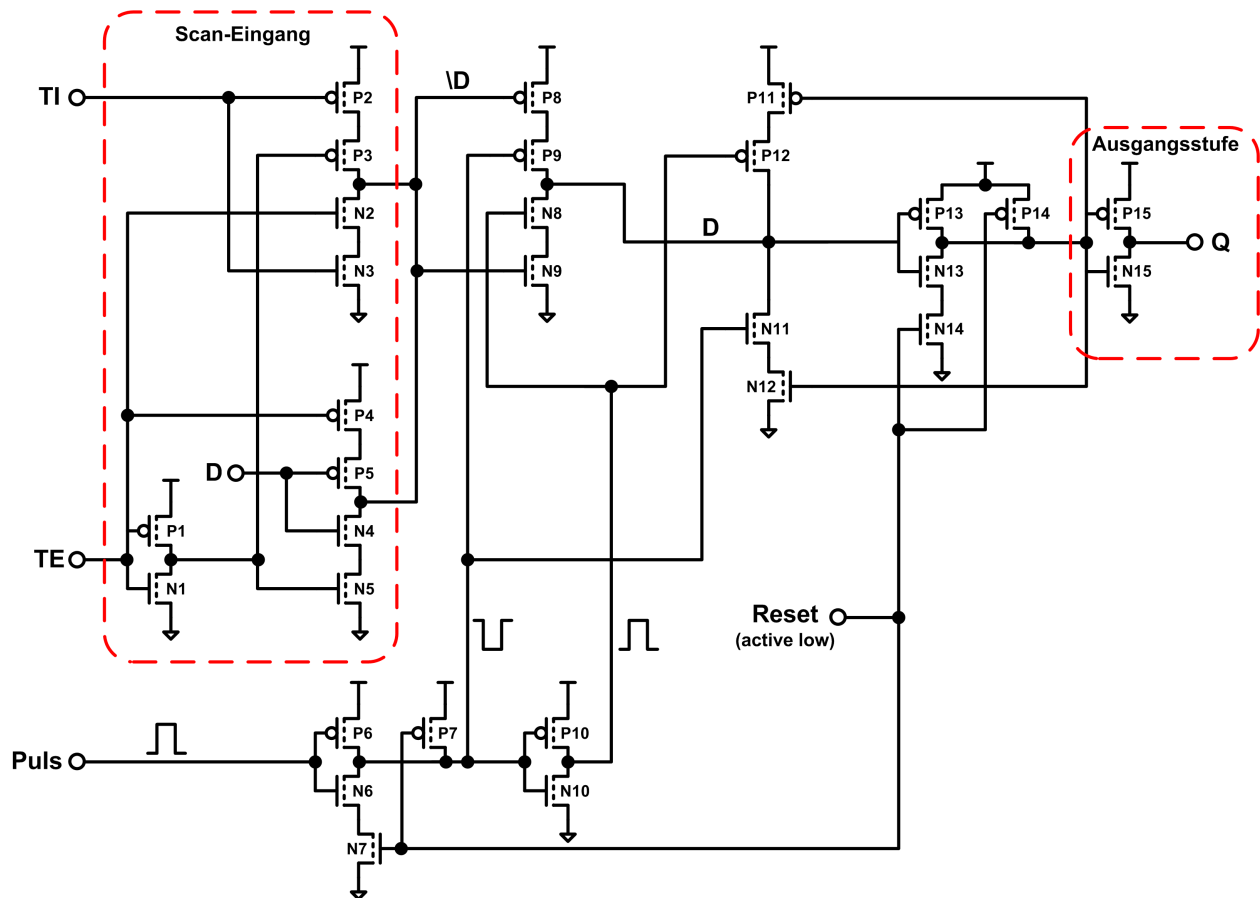 Scan-Eingang
TI
P2
\D
P8
P11
P3
P9
P12
Ausgangsstufe
N2
N8
D
P13
P14
P15
Q
N3
N9
N13
N15
N11
N14
N12
P4
D
P5
P1
N4
TE
N1
N5
Reset
(active low)
Puls
P6
P7
P10
N6
N10
N7